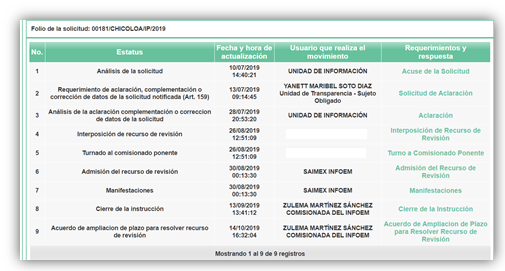 Folio de la solicitud: 00181/CHICOLOA/IP/2019
No. Estatus Fecha y hora de actualización Usuario que realiza el movimiento Requerimientos y respuesta
1 Análisis de la solicitud 10/07/2019 14:40:21 UNIDAD DE INFORMACIÓN Acuse de la Solicitud
2 Requerimiento de aclaración, complementación o corrección de datos de la solicitud notificada (Art. 159) 13/07/2019 09:14:45 YANETT MARIBEL SOTO DIAZ Unidad de Transparencia - Sujeto Obligado Solicitud de Aclaración
3 Análisis de la aclaración complementación o correccion de datos de la solicitud 28/07/2019 20:53:20 UNIDAD DE INFORMACIÓN Aclaración
4 Interposición de recurso de revisión 26/08/2019 12:51:09 Interposición de Recurso de Revisión
5 Turnado al comisionado ponente 26/08/2019 12:51:09 Turno a Comisionado Ponente
6 Admisión del recurso de revisión 30/08/2019 00:13:30 SAIMEX INFOEM Admisión del Recurso de Revisión
7 Manifestaciones 30/08/2019 00:13:30 SAIMEX INFOEM Manifestaciones
8 Cierre de la instrucción 13/09/2019 13:41:12 ZULEMA MARTÍNEZ SÁNCHEZ COMISIONADA DEL INFOEM Cierre de la Instrucción
9 Acuerdo de ampliacion de plazo para resolver recurso de revisión 14/10/2019 16:32:04 ZULEMA MARTÍNEZ SÁNCHEZ COMISIONADA DEL INFOEM Acuerdo de Ampliacion de Plazo para Resolver Recurso de Revisión
Mostrando 1 al 9 de 9 registros